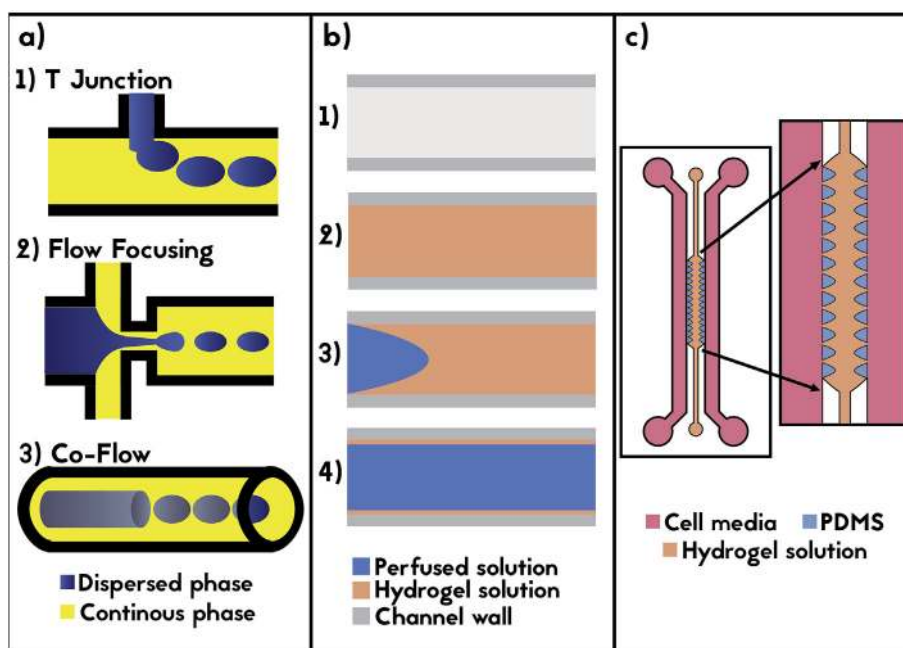 a)
1) T Junction
2) Flow Focusing
3) Co-Flow
Dispersed phase
Continous phase
b)
1)
2)
3)
4)
Perfused solution
Hydrogel solution
Channel wall
c)
Cell media PDMS
Hydrogel solution